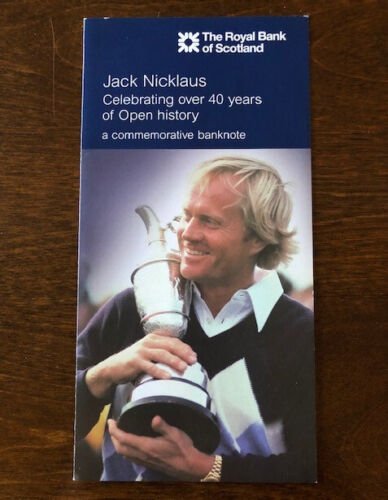 The Royal Bank
of Scotland
Jack Nicklaus
Celebrating over 40 years
of Open history
a commemorative banknote